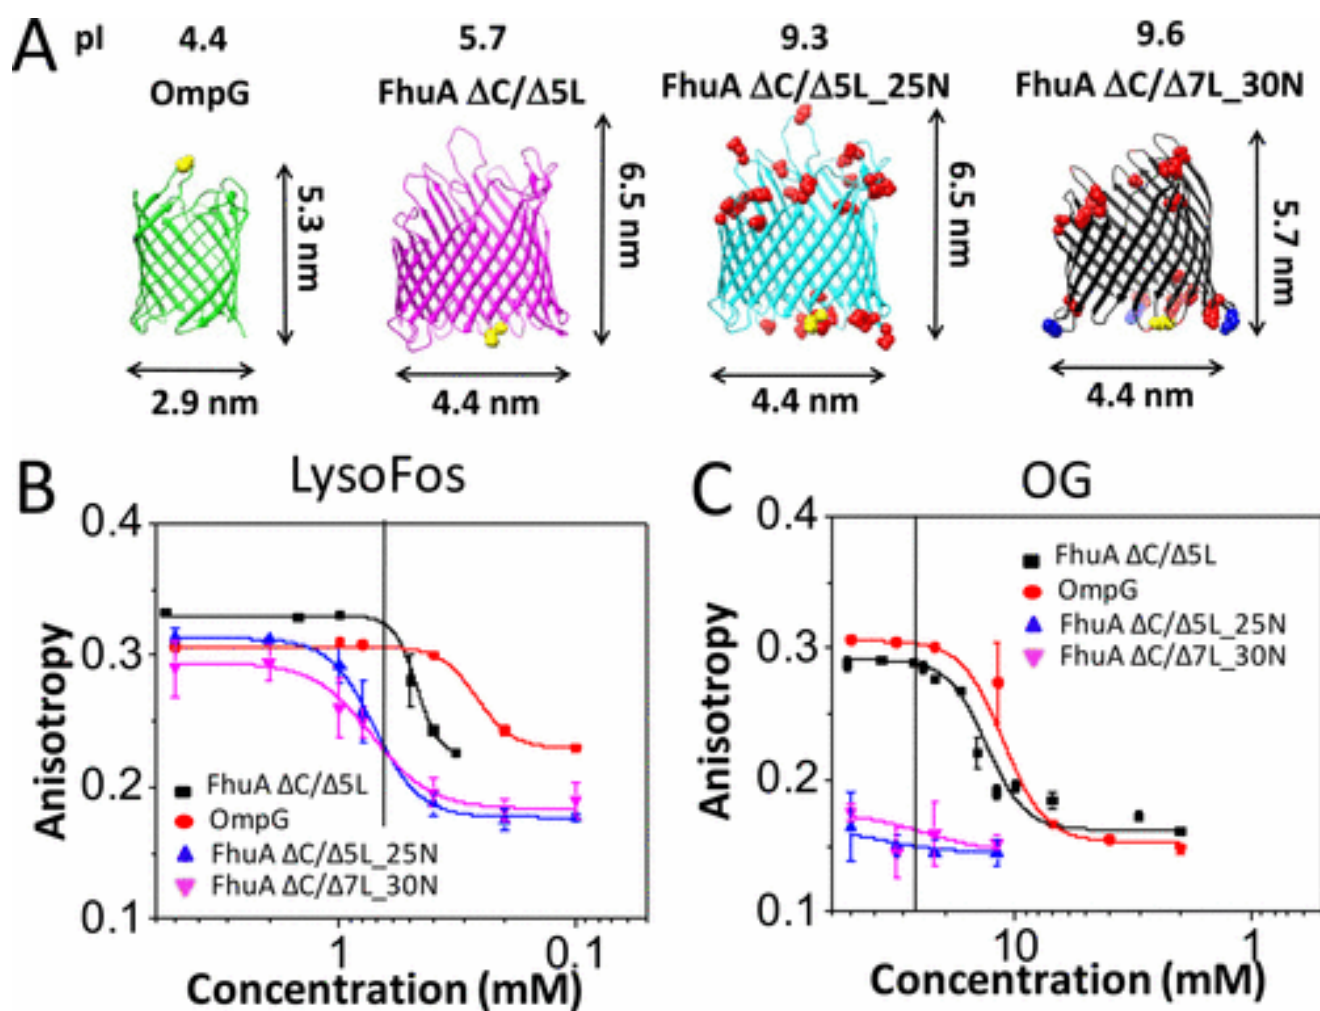 A
pI 4.4 5.7 9.3 9.6
OmpG FhuA ΔC/Δ5L FhuA ΔC/Δ5L_25N FhuA ΔC/Δ7L_30N
5.3 nm
6.5 nm
6.5 nm
5.7 nm
2.9 nm 4.4 nm 4.4 nm 4.4 nm
B
LysoFos
Anisotropy
0.4
0.3
0.2
0.1
FhuA ΔC/Δ5L
OmpG
FhuA ΔC/Δ5L_25N
FhuA ΔC/Δ7L_30N
1 0.1
Concentration (mM)
C
OG
Anisotropy
0.4
0.3
0.2
0.1
FhuA ΔC/Δ5L
OmpG
FhuA ΔC/Δ5L_25N
FhuA ΔC/Δ7L_30N
10 1
Concentration (mM)